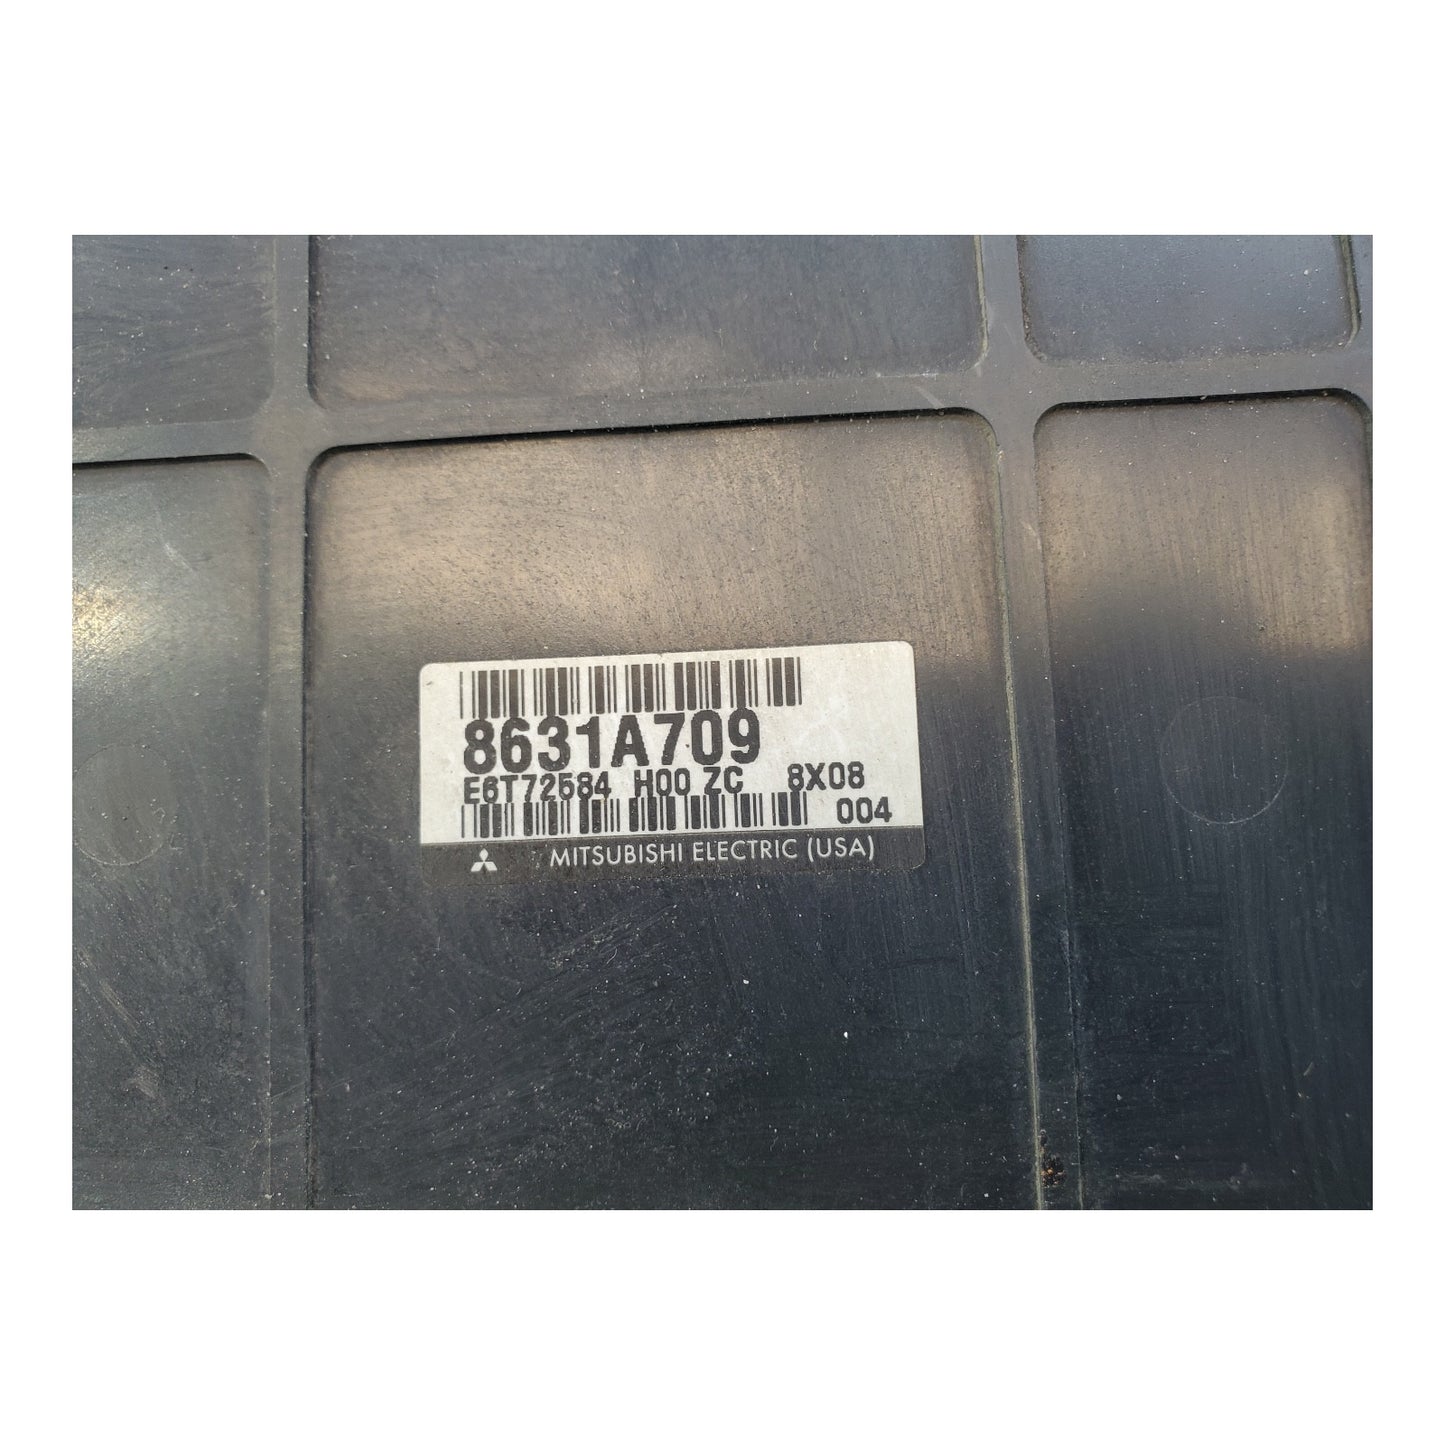 8631A709
E6T72584 H00 ZC 8X08
004
MITSUBISHI ELECTRIC (USA)